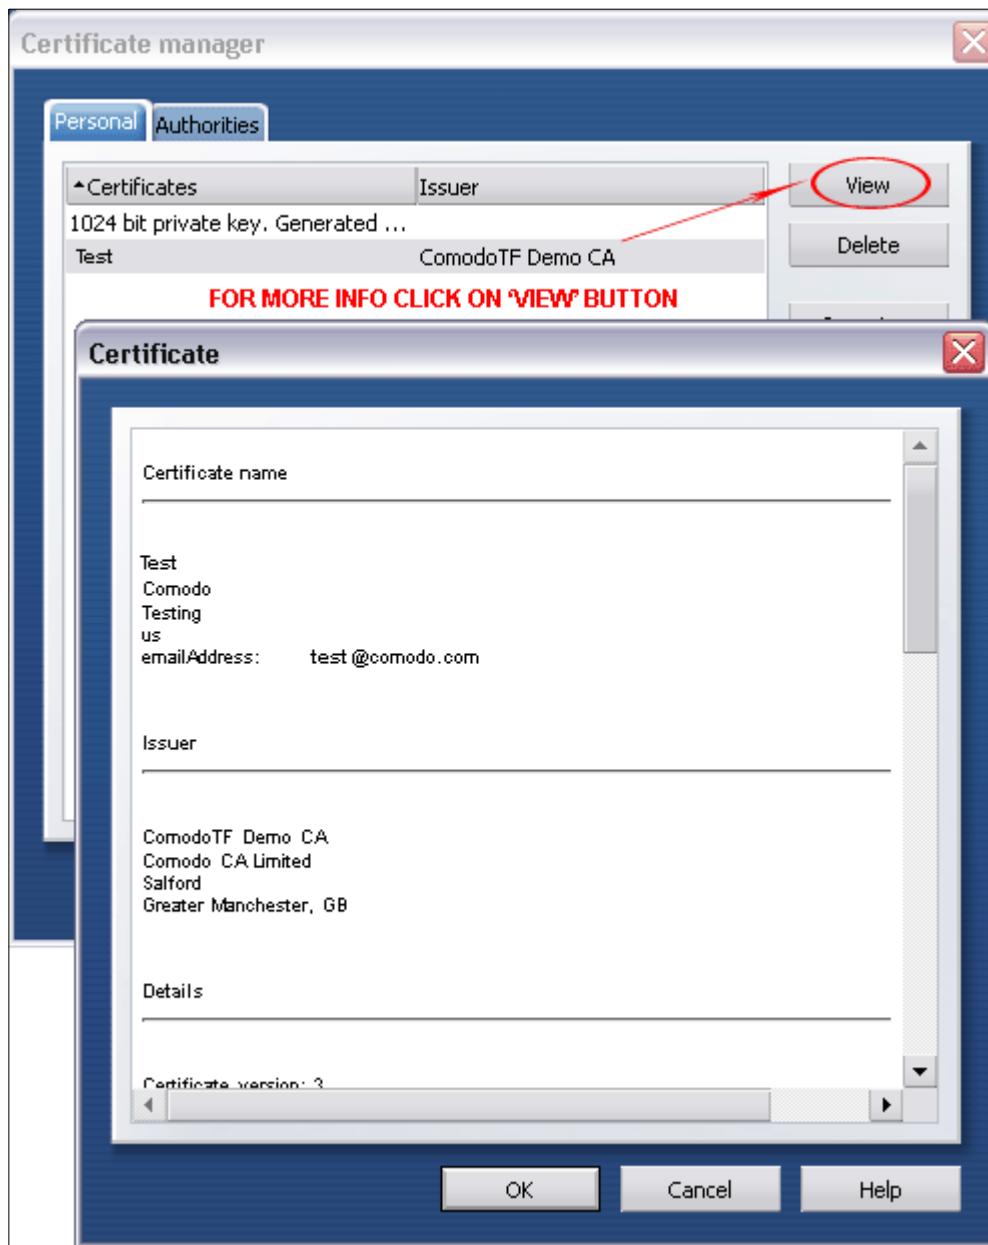 Certificate manager
Personal Authorities
Certificates Issuer View
1024 bit private key. Generated ...
Test ComodoTF Demo CA Delete
FOR MORE INFO CLICK ON 'VIEW' BUTTON
Certificate
Certificate name
Test
Comodo
Testing
us
emailAddress: test@comodo.com
Issuer
ComodoTF Demo CA
Comodo CA Limited
Salford
Greater Manchester, GB
Details
Certificate version: 3
OK Cancel Help